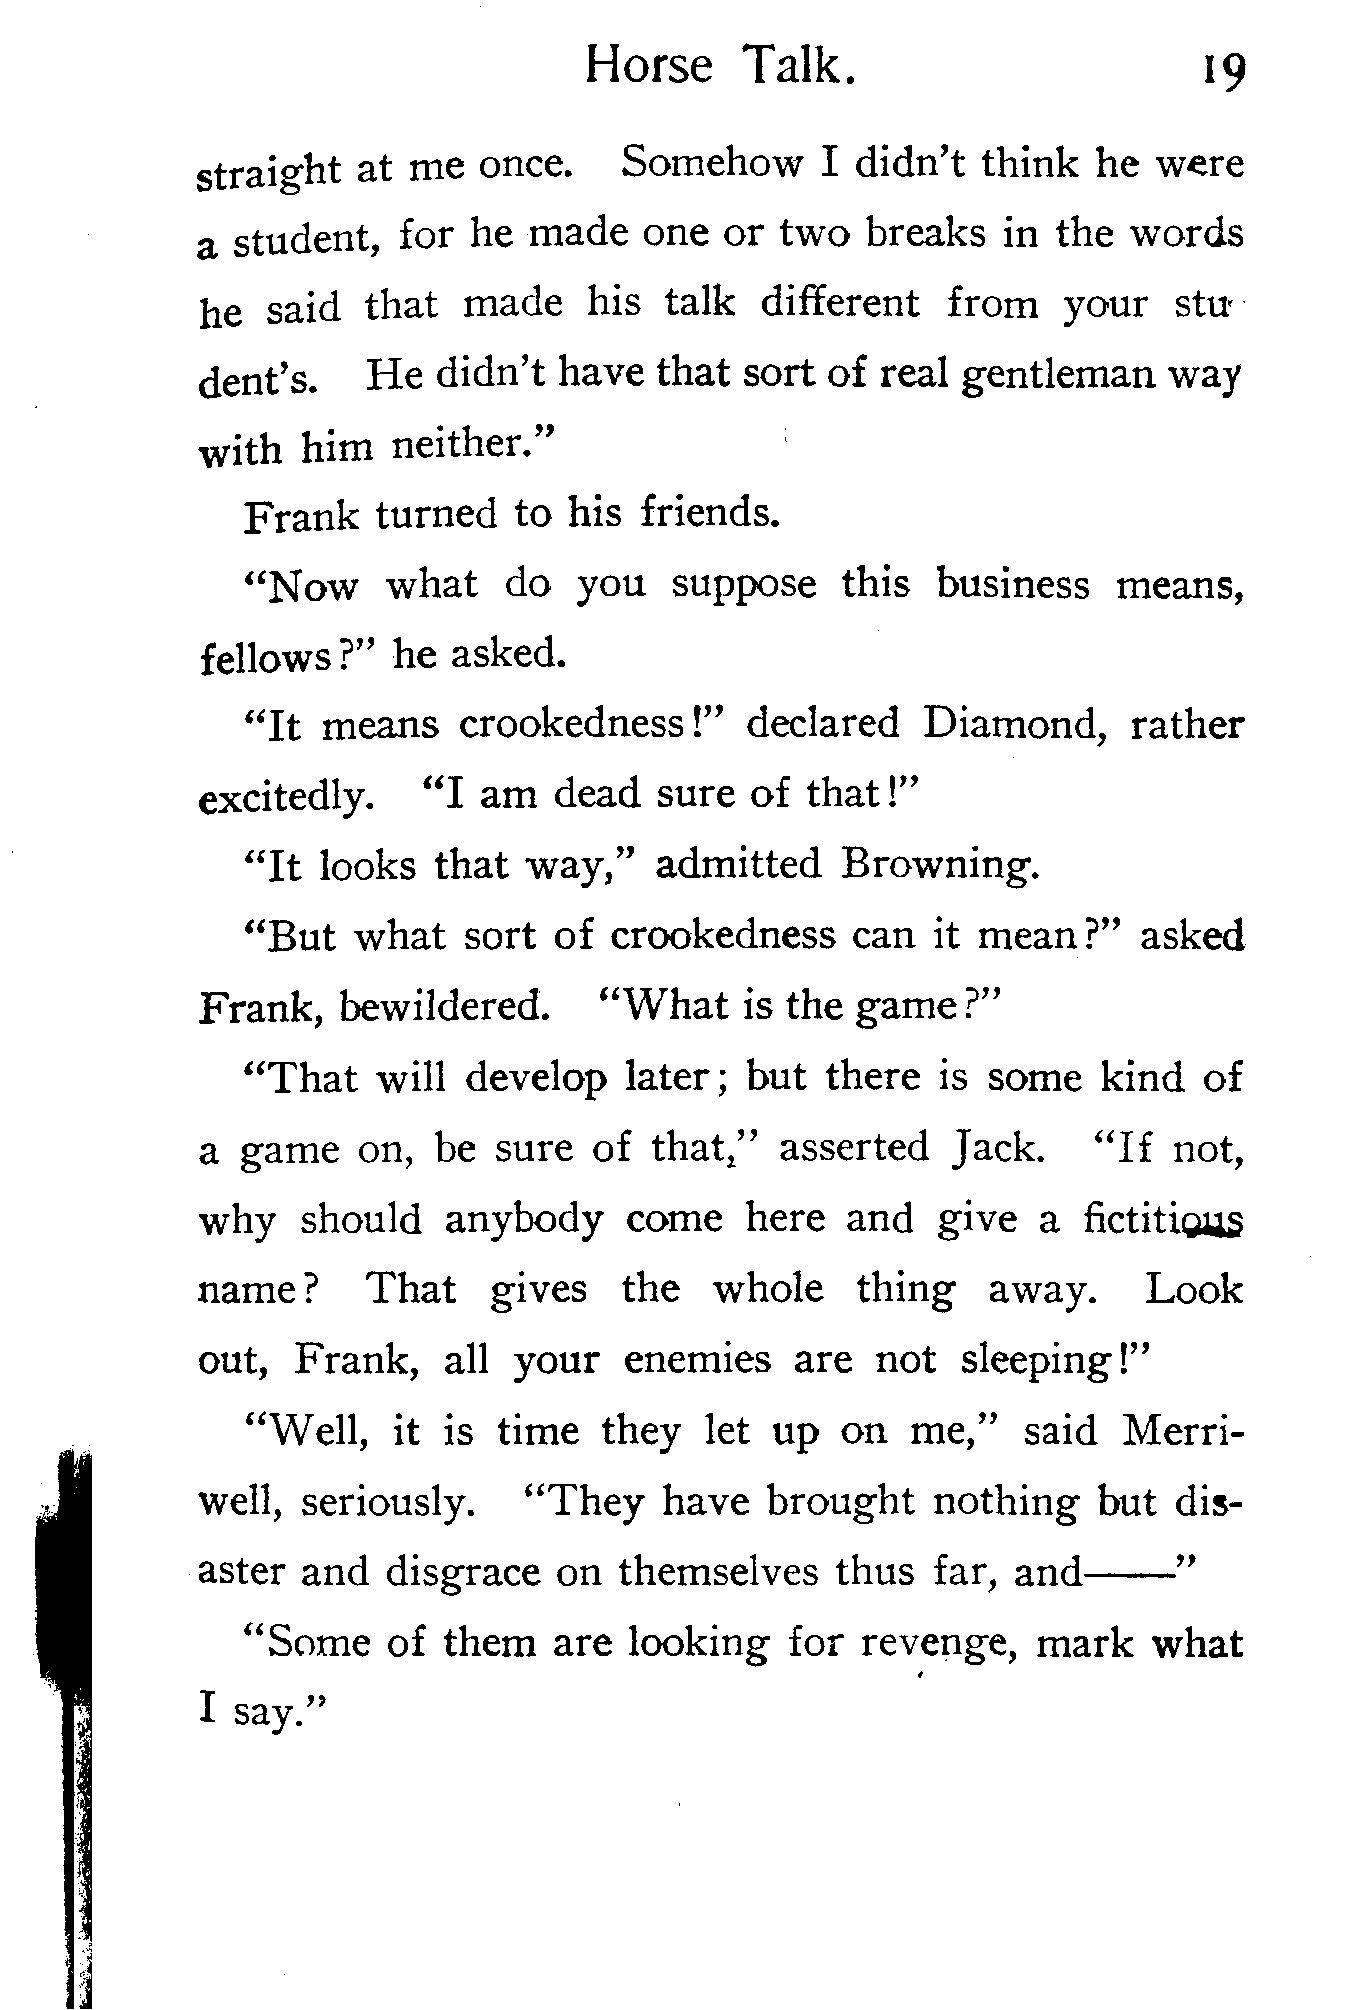 Horse Talk. 19
straight at me once. Somehow I didn't think he were
a student, for he made one or two breaks in the words
he said that made his talk different from your stu-
dent's. He didn't have that sort of real gentleman way
with him neither."
Frank turned to his friends.
"Now what do you suppose this business means,
fellows?" he asked.
"It means crookedness!" declared Diamond, rather
excitedly. "I am dead sure of that!"
"It looks that way," admitted Browning.
"But what sort of crookedness can it mean?" asked
Frank, bewildered. "What is the game?"
"That will develop later; but there is some kind of
a game on, be sure of that," asserted Jack. "If not,
why should anybody come here and give a fictitious
name? That gives the whole thing away. Look
out, Frank, all your enemies are not sleeping!"
"Well, it is time they let up on me," said Merri-
well, seriously. "They have brought nothing but dis-
aster and disgrace on themselves thus far, and——"
"Some of them are looking for revenge, mark what
I say."